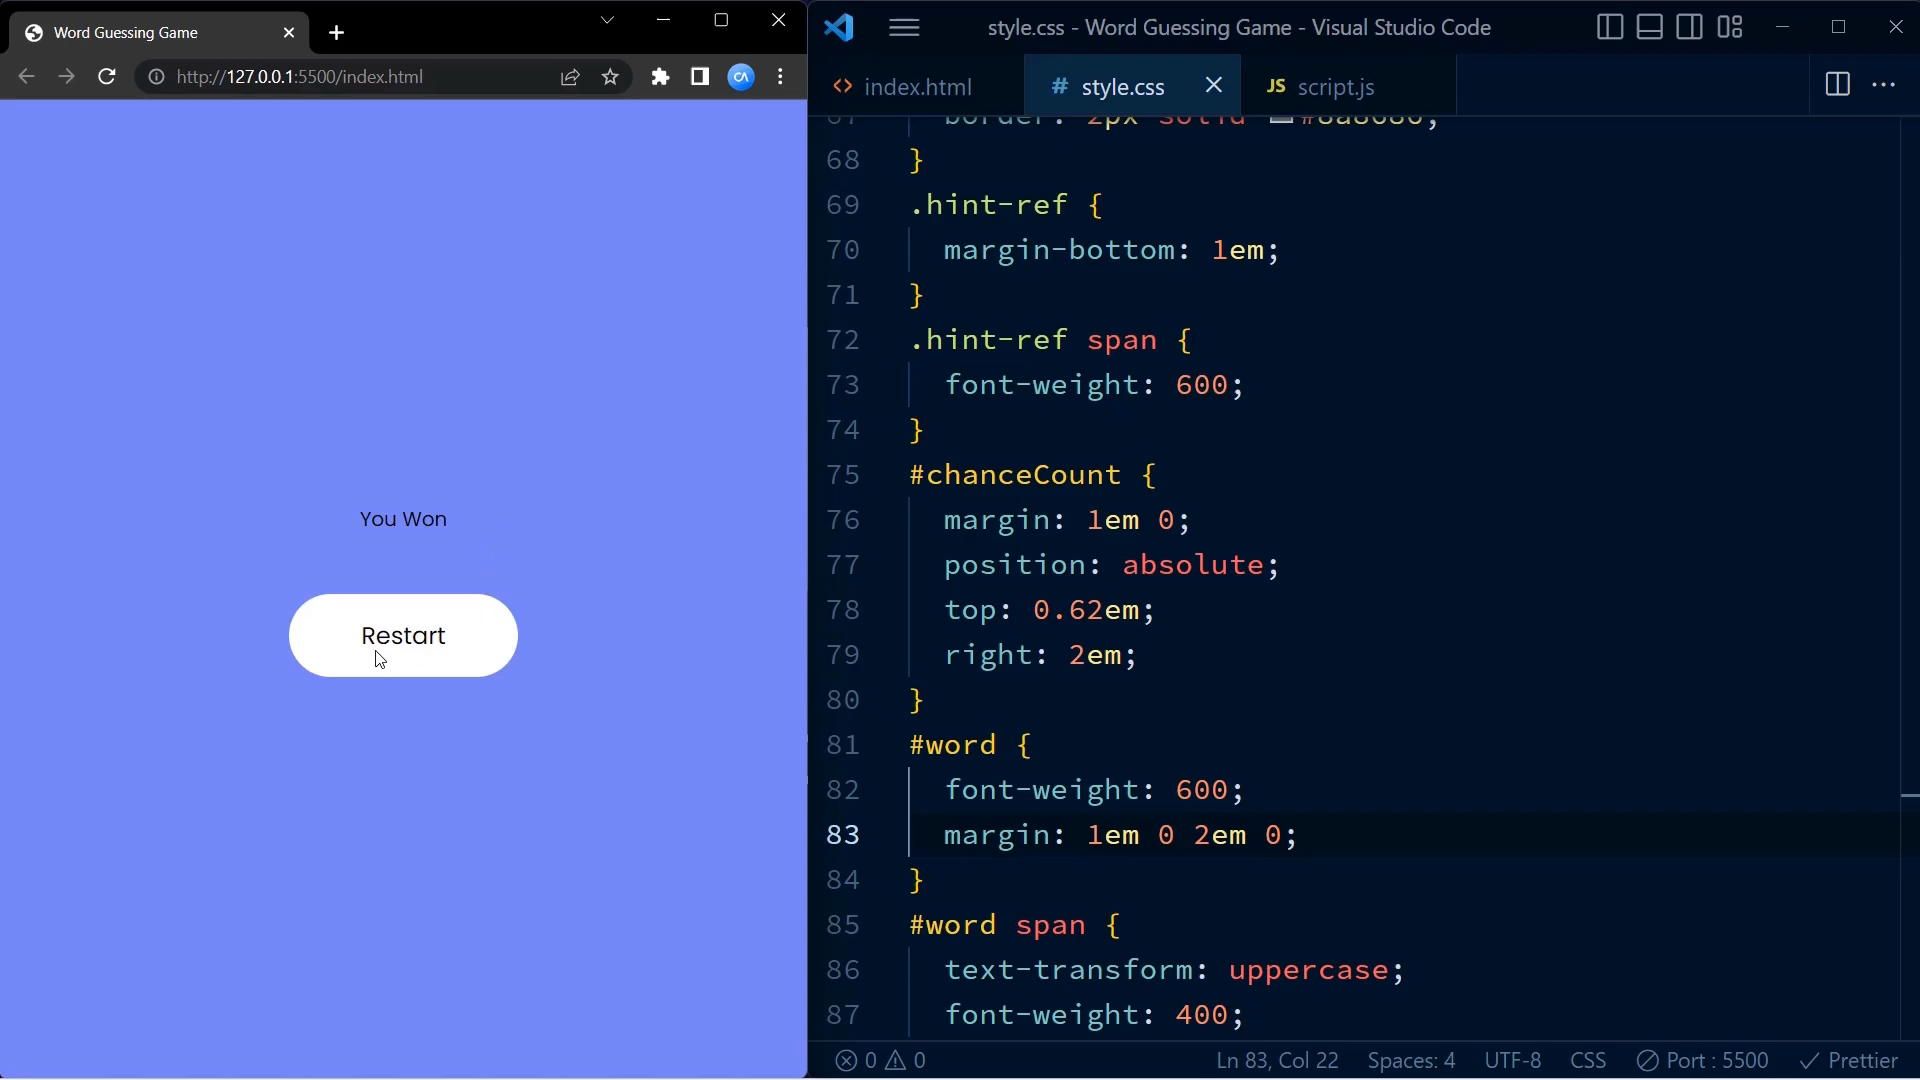 Word Guessing Game
http://127.0.0.1:5500/index.html
CA
You Won
Restart
style.css - Word Guessing Game - Visual Studio Code
<> index.html
# style.css
JS script.js
68 }
69 .hint-ref {
70 margin-bottom: 1em;
71 }
72 .hint-ref span {
73 font-weight: 600;
74 }
75 #chanceCount {
76 margin: 1em 0;
77 position: absolute;
78 top: 0.62em;
79 right: 2em;
80 }
81 #word {
82 font-weight: 600;
83 margin: 1em 0 2em 0;
84 }
85 #word span {
86 text-transform: uppercase;
87 font-weight: 400;
0 0 Ln 83, Col 22 Spaces: 4 UTF-8 CSS Port : 5500 Prettier